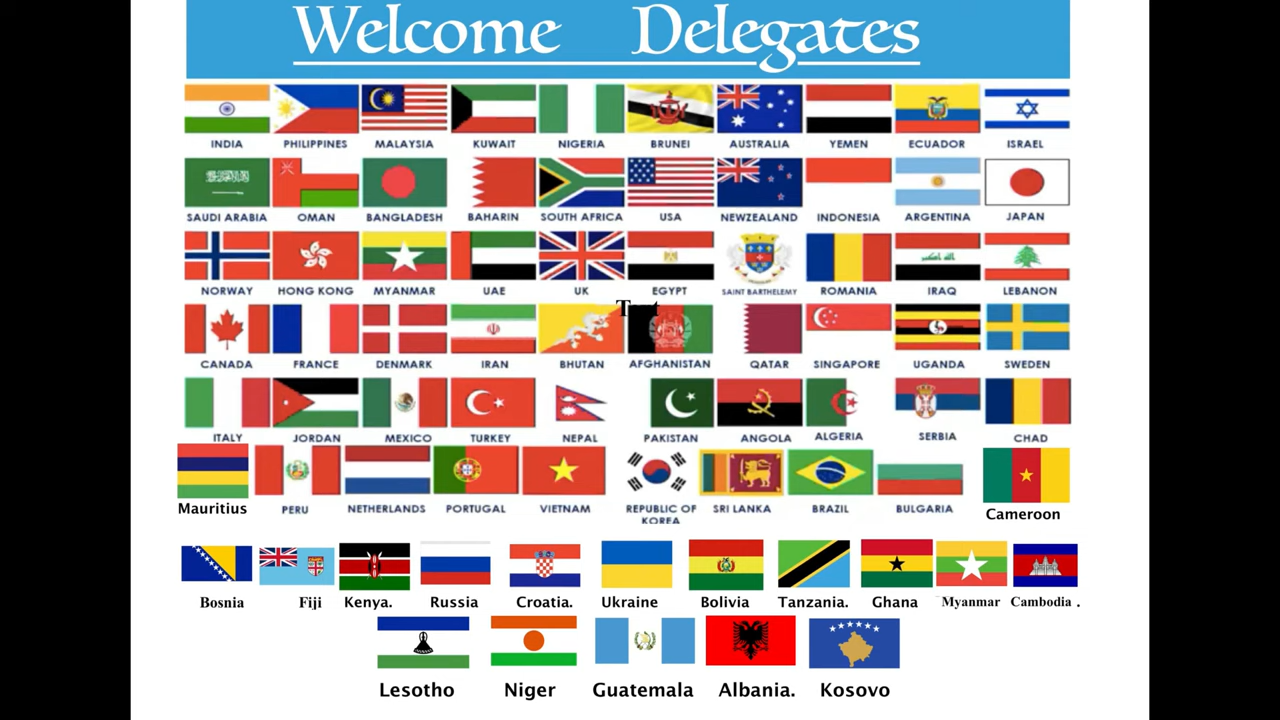 Welcome Delegates
INDIA PHILIPPINES MALAYSIA KUWAIT NIGERIA BRUNEI AUSTRALIA YEMEN ECUADOR ISRAEL
SAUDI ARABIA OMAN BANGLADESH BAHARIN SOUTH AFRICA USA NEWZEALAND INDONESIA ARGENTINA JAPAN
NORWAY HONG KONG MYANMAR UAE UK EGYPT SAINT BARTHELEMY ROMANIA IRAQ LEBANON
CANADA FRANCE DENMARK IRAN BHUTAN AFGHANISTAN QATAR SINGAPORE UGANDA SWEDEN
ITALY JORDAN MEXICO TURKEY NEPAL PAKISTAN ANGOLA ALGERIA SERBIA CHAD
Mauritius PERU NETHERLANDS PORTUGAL VIETNAM REPUBLIC OF SRI LANKA BRAZIL BULGARIA Cameroon
KOREA
Bosnia Fiji Kenya. Russia Croatia. Ukraine Bolivia Tanzania. Ghana Myanmar Cambodia .
Lesotho Niger Guatemala Albania. Kosovo